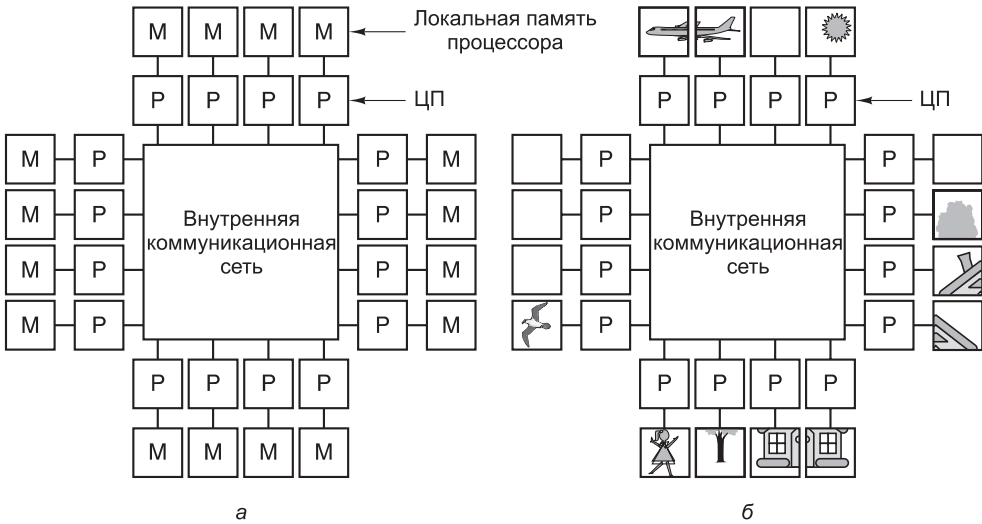 М М М М
Локальная память
процессора
Р Р Р Р
ЦП
М Р
Р М
М Р
Р М
М Р
Р М
М Р
Р М
Внутренняя
коммуникационная
сеть
Р Р Р Р
М М М М
а
Р Р Р Р
ЦП
Р
Р
Р
Р
Р
Р
Р
Р
Внутренняя
коммуникационная
сеть
Р Р Р Р
б